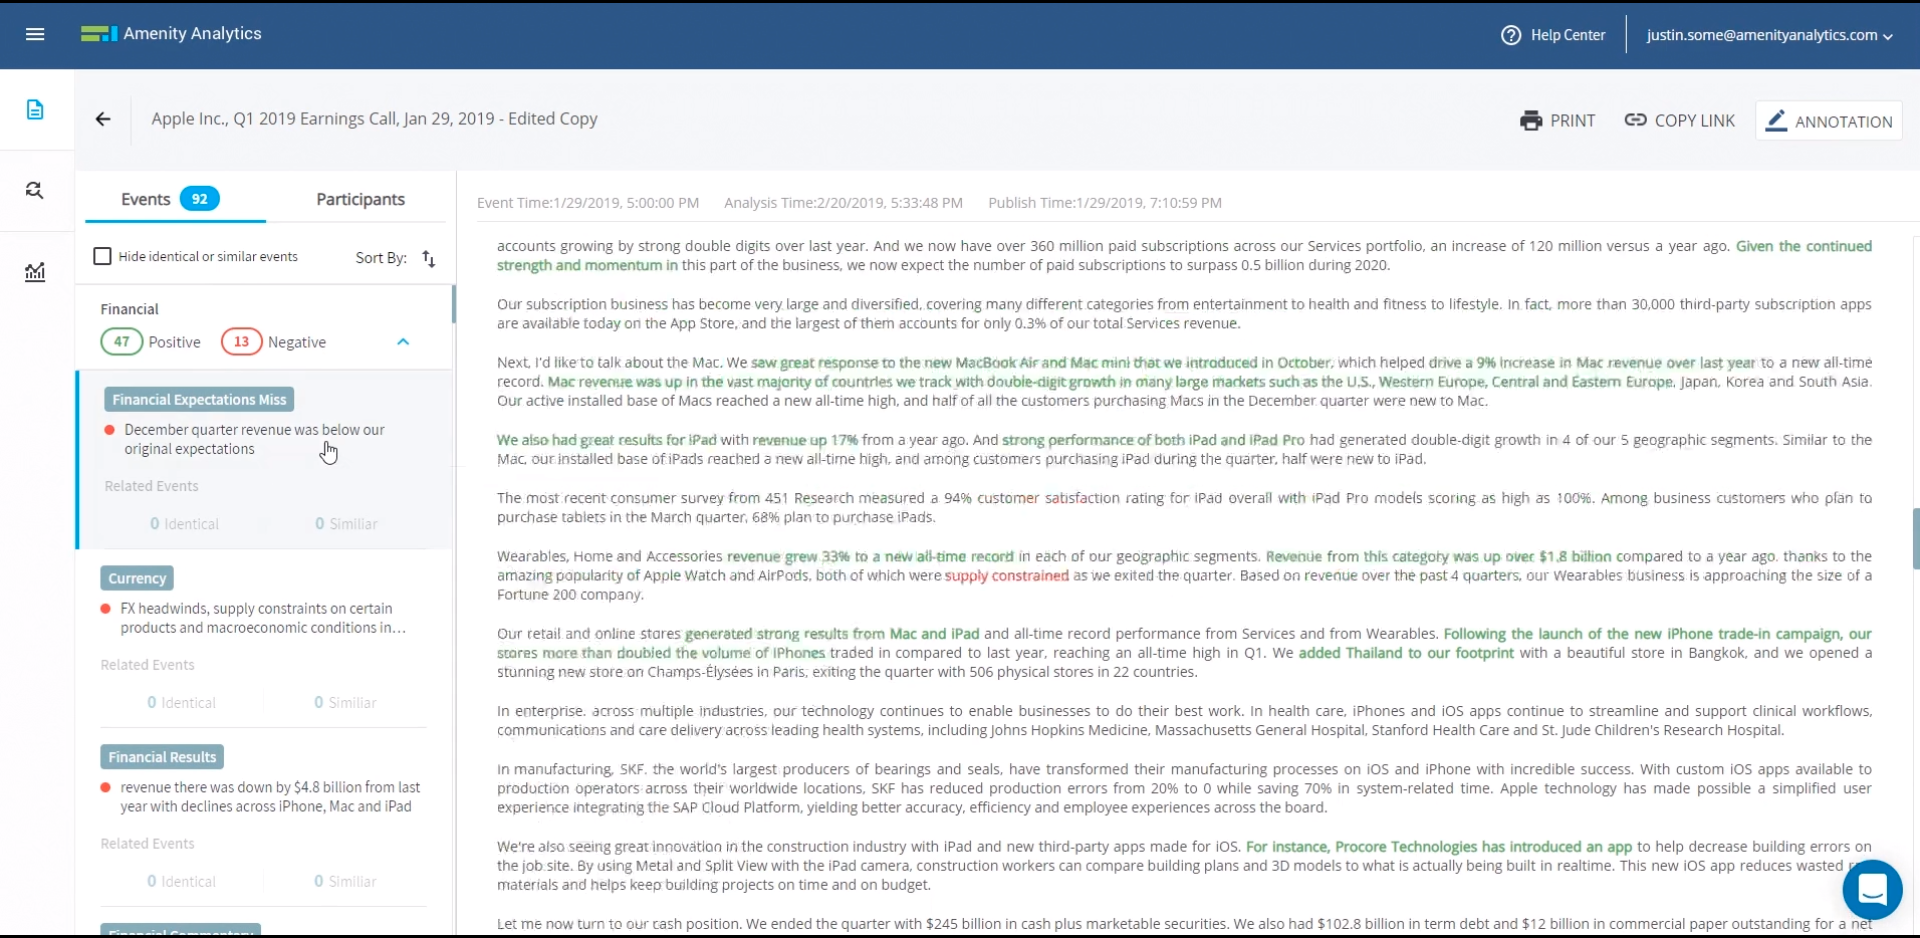 Amenity Analytics
Help Center
justin.some@amenityanalytics.com
Apple Inc., Q1 2019 Earnings Call, Jan 29, 2019 - Edited Copy
PRINT
COPY LINK
ANNOTATION
Events 92
Participants
Hide identical or similar events
Sort By:
Financial
47 Positive 13 Negative
Financial Expectations Miss
December quarter revenue was below our
original expectations
Related Events
0 Identical 0 Similiar
Currency
FX headwinds, supply constraints on certain
products and macroeconomic conditions in...
Related Events
0 Identical 0 Similiar
Financial Results
revenue there was down by $4.8 billion from last
year with declines across iPhone, Mac and iPad
Related Events
0 Identical 0 Similiar
Financial Commentary
Event Time:1/29/2019, 5:00:00 PM Analysis Time:2/20/2019, 5:33:48 PM Publish Time:1/29/2019, 7:10:59 PM
accounts growing by strong double digits over last year. And we now have over 360 million paid subscriptions across our Services portfolio, an increase of 120 million versus a year ago. Given the continued
strength and momentum in this part of the business, we now expect the number of paid subscriptions to surpass 0.5 billion during 2020.
Our subscription business has become very large and diversified, covering many different categories from entertainment to health and fitness to lifestyle. In fact, more than 30,000 third-party subscription apps
are available today on the App Store, and the largest of them accounts for only 0.3% of our total Services revenue.
Next, I'd like to talk about the Mac. We saw great response to the new MacBook Air and Mac mini that we introduced in October, which helped drive a 9% increase in Mac revenue over last year to a new all-time
record. Mac revenue was up in the vast majority of countries we track with double-digit growth in many large markets such as the U.S., Western Europe, Central and Eastern Europe, Japan, Korea and South Asia.
Our active installed base of Macs reached a new all-time high, and half of all the customers purchasing Macs in the December quarter were new to Mac.
We also had great results for iPad with revenue up 17% from a year ago. And strong performance of both iPad and iPad Pro had generated double-digit growth in 4 of our 5 geographic segments. Similar to the
Mac, our installed base of iPads reached a new all-time high, and among customers purchasing iPad during the quarter, half were new to iPad.
The most recent consumer survey from 451 Research measured a 94% customer satisfaction rating for iPad overall with iPad Pro models scoring as high as 100%. Among business customers who plan to
purchase tablets in the March quarter, 68% plan to purchase iPads.
Wearables, Home and Accessories revenue grew 33% to a new all-time record in each of our geographic segments. Revenue from this category was up over $1.8 billion compared to a year ago. thanks to the
amazing popularity of Apple Watch and AirPods, both of which were supply constrained as we exited the quarter. Based on revenue over the past 4 quarters, our Wearables business is approaching the size of a
Fortune 200 company.
Our retail and online stores generated strong results from Mac and iPad and all-time record performance from Services and from Wearables. Following the launch of the new iPhone trade-in campaign, our
stores more than doubled the volume of iPhones traded in compared to last year, reaching an all-time high in Q1. We added Thailand to our footprint with a beautiful store in Bangkok, and we opened a
stunning new store on Champs-Élysées in Paris, exiting the quarter with 506 physical stores in 22 countries.
In enterprise. across multiple industries, our technology continues to enable businesses to do their best work. In health care, iPhones and iOS apps continue to streamline and support clinical workflows,
communications and care delivery across leading health systems, including Johns Hopkins Medicine, Massachusetts General Hospital, Stanford Health Care and St. Jude Children's Research Hospital.
In manufacturing, SKF. the world's largest producers of bearings and seals, have transformed their manufacturing processes on iOS and iPhone with incredible success. With custom iOS apps available to
production operators across their worldwide locations, SKF has reduced production errors from 20% to 0 while saving 70% in system-related time. Apple technology has made possible a simplified user
experience integrating the SAP Cloud Platform, yielding better accuracy, efficiency and employee experiences across the board.
We're also seeing great innovation in the construction industry with iPad and new third-party apps made for iOS. For instance, Procore Technologies has introduced an app to help decrease building errors on
the job site. By using Metal and Split View with the iPad camera, construction workers can compare building plans and 3D models to what is actually being built in realtime. This new iOS app reduces wasted
materials and helps keep building projects on time and on budget.
Let me now turn to our cash position. We ended the quarter with $245 billion in cash plus marketable securities. We also had $102.8 billion in term debt and $12 billion in commercial paper outstanding for a net